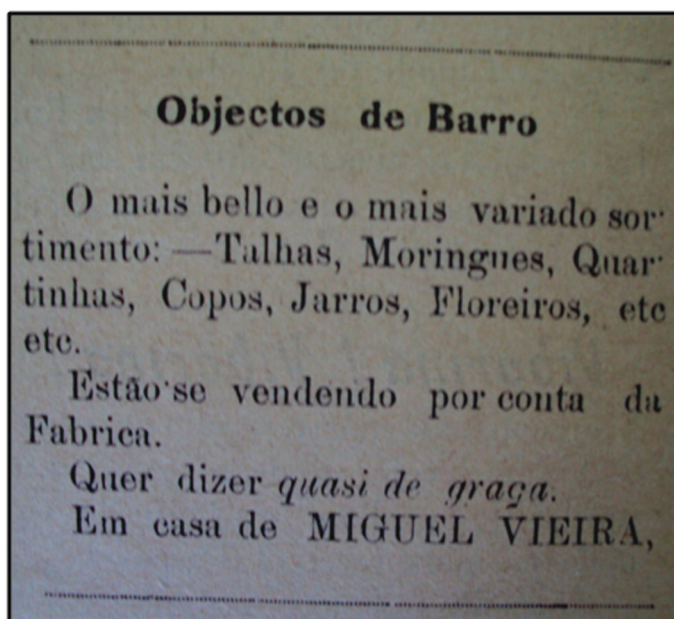 Objectos de Barro
O mais bello e o mais variado sor-
timento: —Talhas, Moringues, Quar-
tinhas, Copos, Jarros, Floreiros, etc
etc.
Estão-se vendendo por conta da
Fabrica.
Quer dizer quasi de graça.
Em casa de MIGUEL VIEIRA,